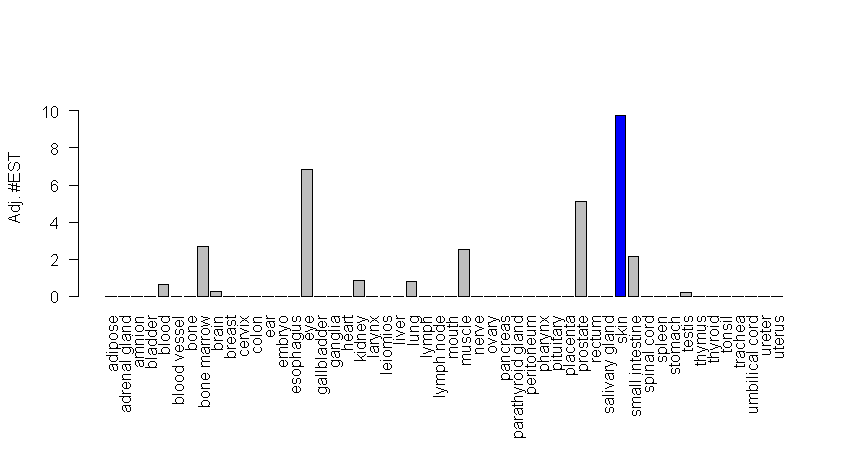 Adj. #EST
10
8
6
4
2
0
adipose
adrenal gland
amnion
bladder
blood
blood vessel
bone
bone marrow
brain
breast
cervix
colon
ear
embryo
esophagus
eye
gallbladder
ganglia
heart
kidney
larynx
leiomios
liver
lung
lymph
lymph node
mouth
muscle
nerve
ovary
pancreas
parathyroid gland
peritoneum
pharynx
pituitary
placenta
prostate
rectum
salivary gland
skin
small intestine
spinal cord
spleen
stomach
testis
thymus
thyroid
tonsil
trachea
umbilical cord
ureter
uterus